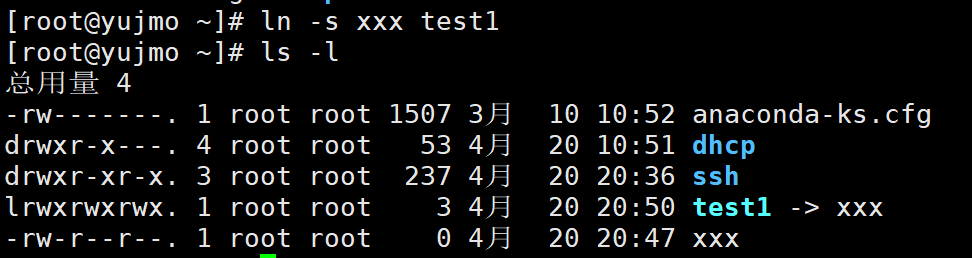 [root@yujmo ~]# ln -s xxx test1
[root@yujmo ~]# ls -l
总用量 4
-rw-------. 1 root root 1507 3月  10 10:52 anaconda-ks.cfg
drwxr-x---. 4 root root   53 4月  20 10:51 dhcp
drwxr-xr-x. 3 root root  237 4月  20 20:36 ssh
lrwxrwxrwx. 1 root root    3 4月  20 20:50 test1 -> xxx
-rw-r--r--. 1 root root    0 4月  20 20:47 xxx